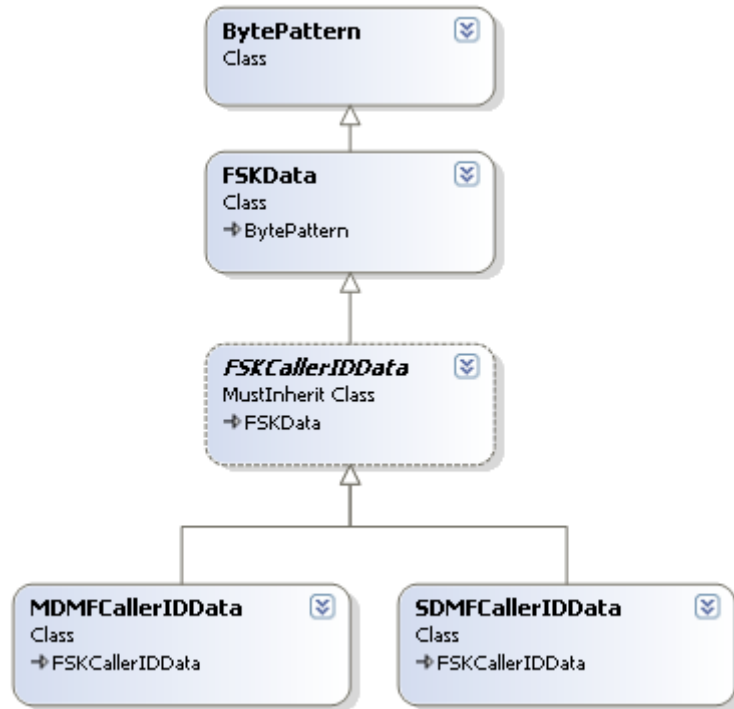 BytePattern
Class
FSKData
Class
BytePattern
FSKCallerIDData
MustInherit Class
FSKData
MDMFCallerIDData
Class
FSKCallerIDData
SDMFCallerIDData
Class
FSKCallerIDData